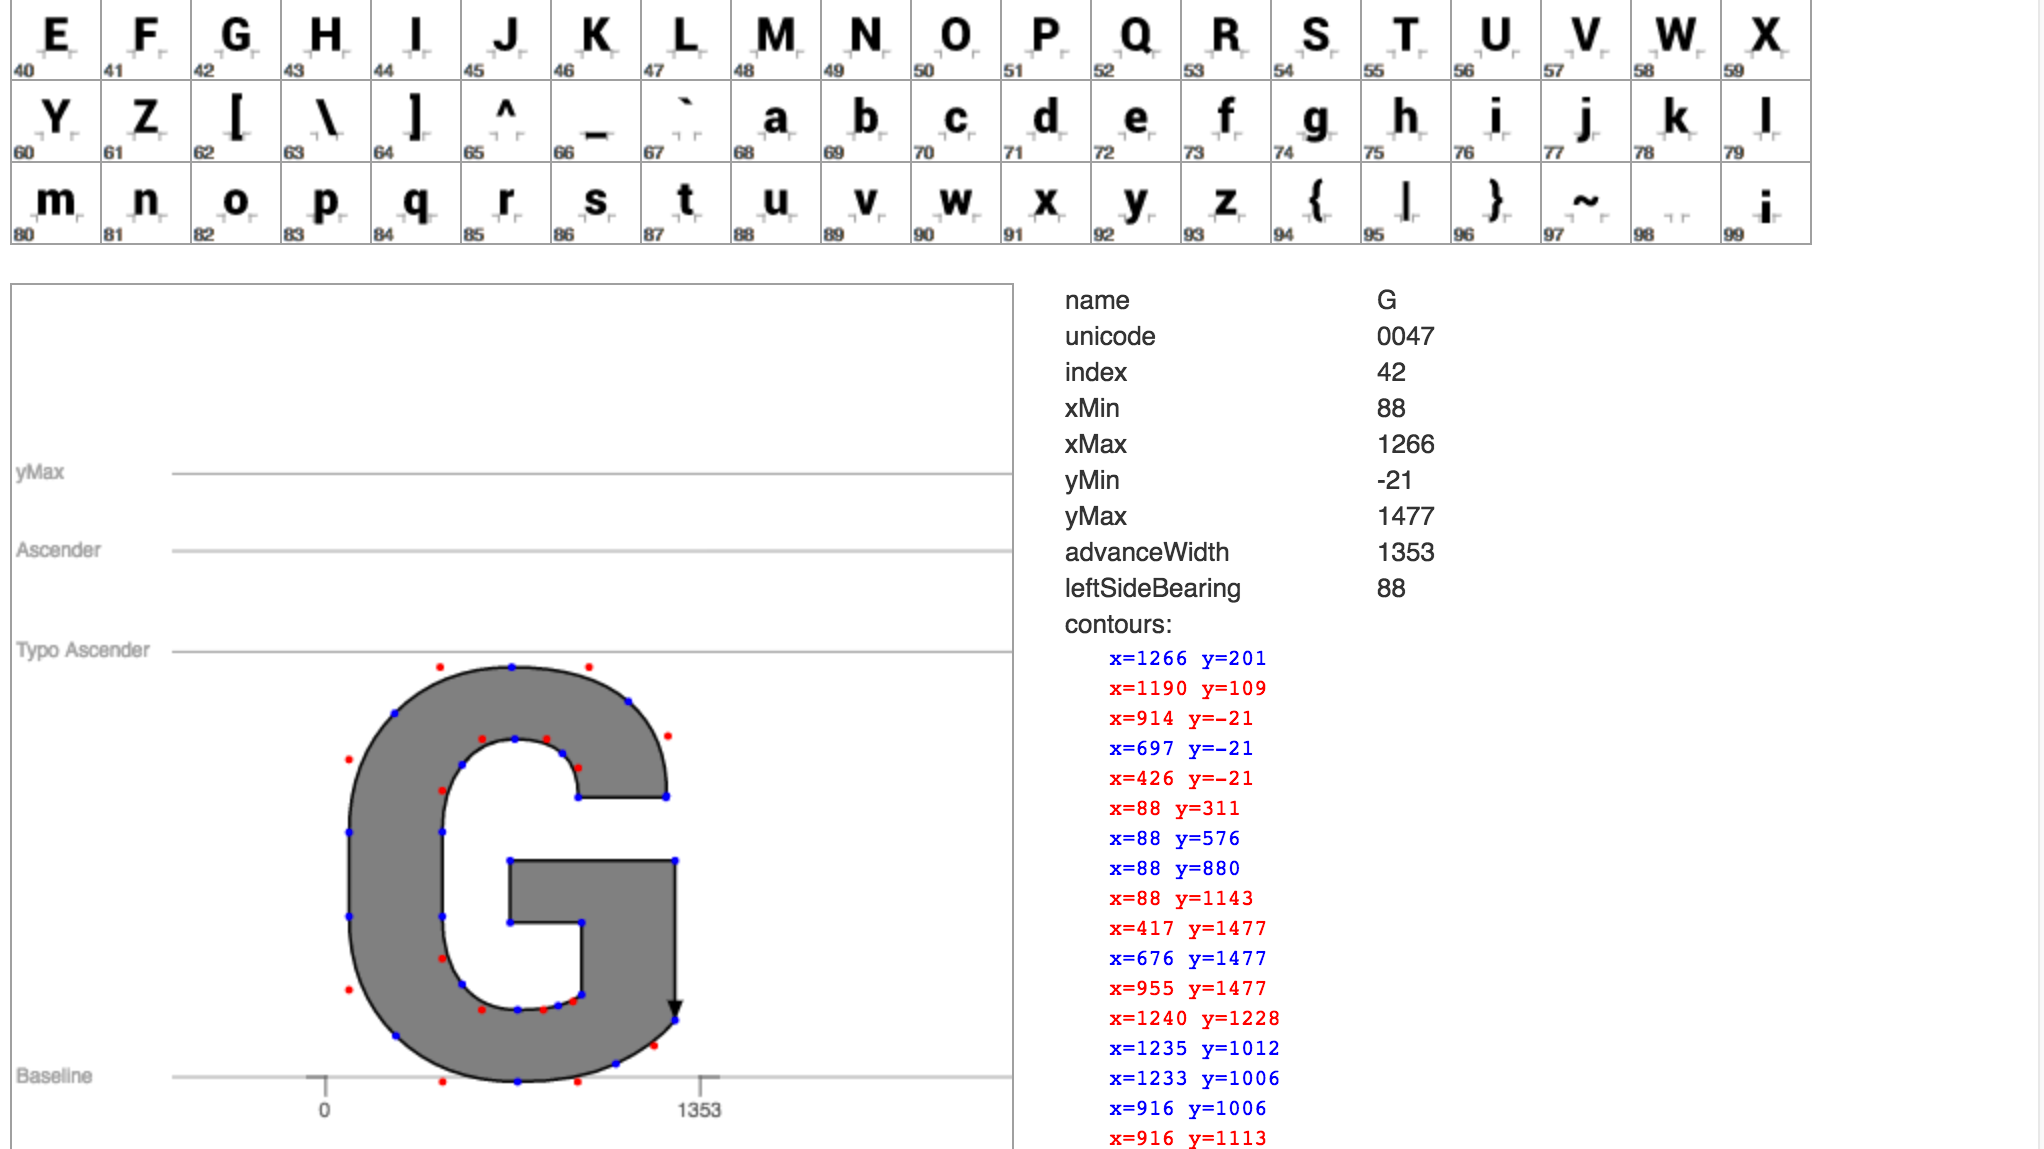 E F G H I J K L M N O P Q R S T U V W X
40 41 42 43 44 45 46 47 48 49 50 51 52 53 54 55 56 57 58 59
Y Z [ \ ] ^ _ ` a b c d e f g h i j k l
60 61 62 63 64 65 66 67 68 69 70 71 72 73 74 75 76 77 78 79
m n o p q r s t u v w x y z { | } ~ ¡
80 81 82 83 84 85 86 87 88 89 90 91 92 93 94 95 96 97 98 99
yMax
Ascender
Typo Ascender
G
Baseline
0 1353
name G
unicode 0047
index 42
xMin 88
xMax 1266
yMin -21
yMax 1477
advanceWidth 1353
leftSideBearing 88
contours:
x=1266 y=201
x=1190 y=109
x=914 y=-21
x=697 y=-21
x=426 y=-21
x=88 y=311
x=88 y=576
x=88 y=880
x=88 y=1143
x=417 y=1477
x=676 y=1477
x=955 y=1477
x=1240 y=1228
x=1235 y=1012
x=1233 y=1006
x=916 y=1006
x=916 y=1113